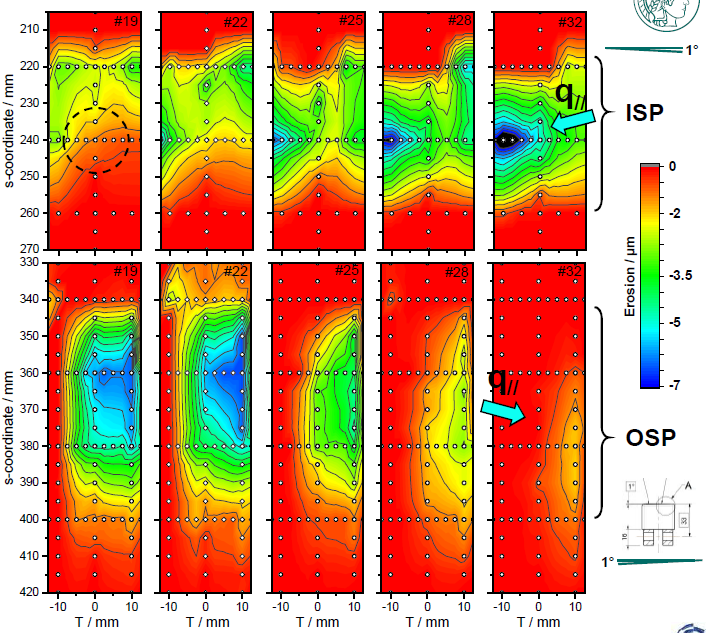 #19 #22 #25 #28 #32
s-coordinate / mm
210
220
230
240
250
260
270
1°
q//
ISP
Erosion / µm
0
-2
-3.5
-5
-7
#19 #22 #25 #28 #32
s-coordinate / mm
330
340
350
360
370
380
390
400
410
420
q//
OSP
1°
A
33
16
1°
-10 0 10 -10 0 10 -10 0 10 -10 0 10 -10 0 10
T / mm T / mm T / mm T / mm T / mm